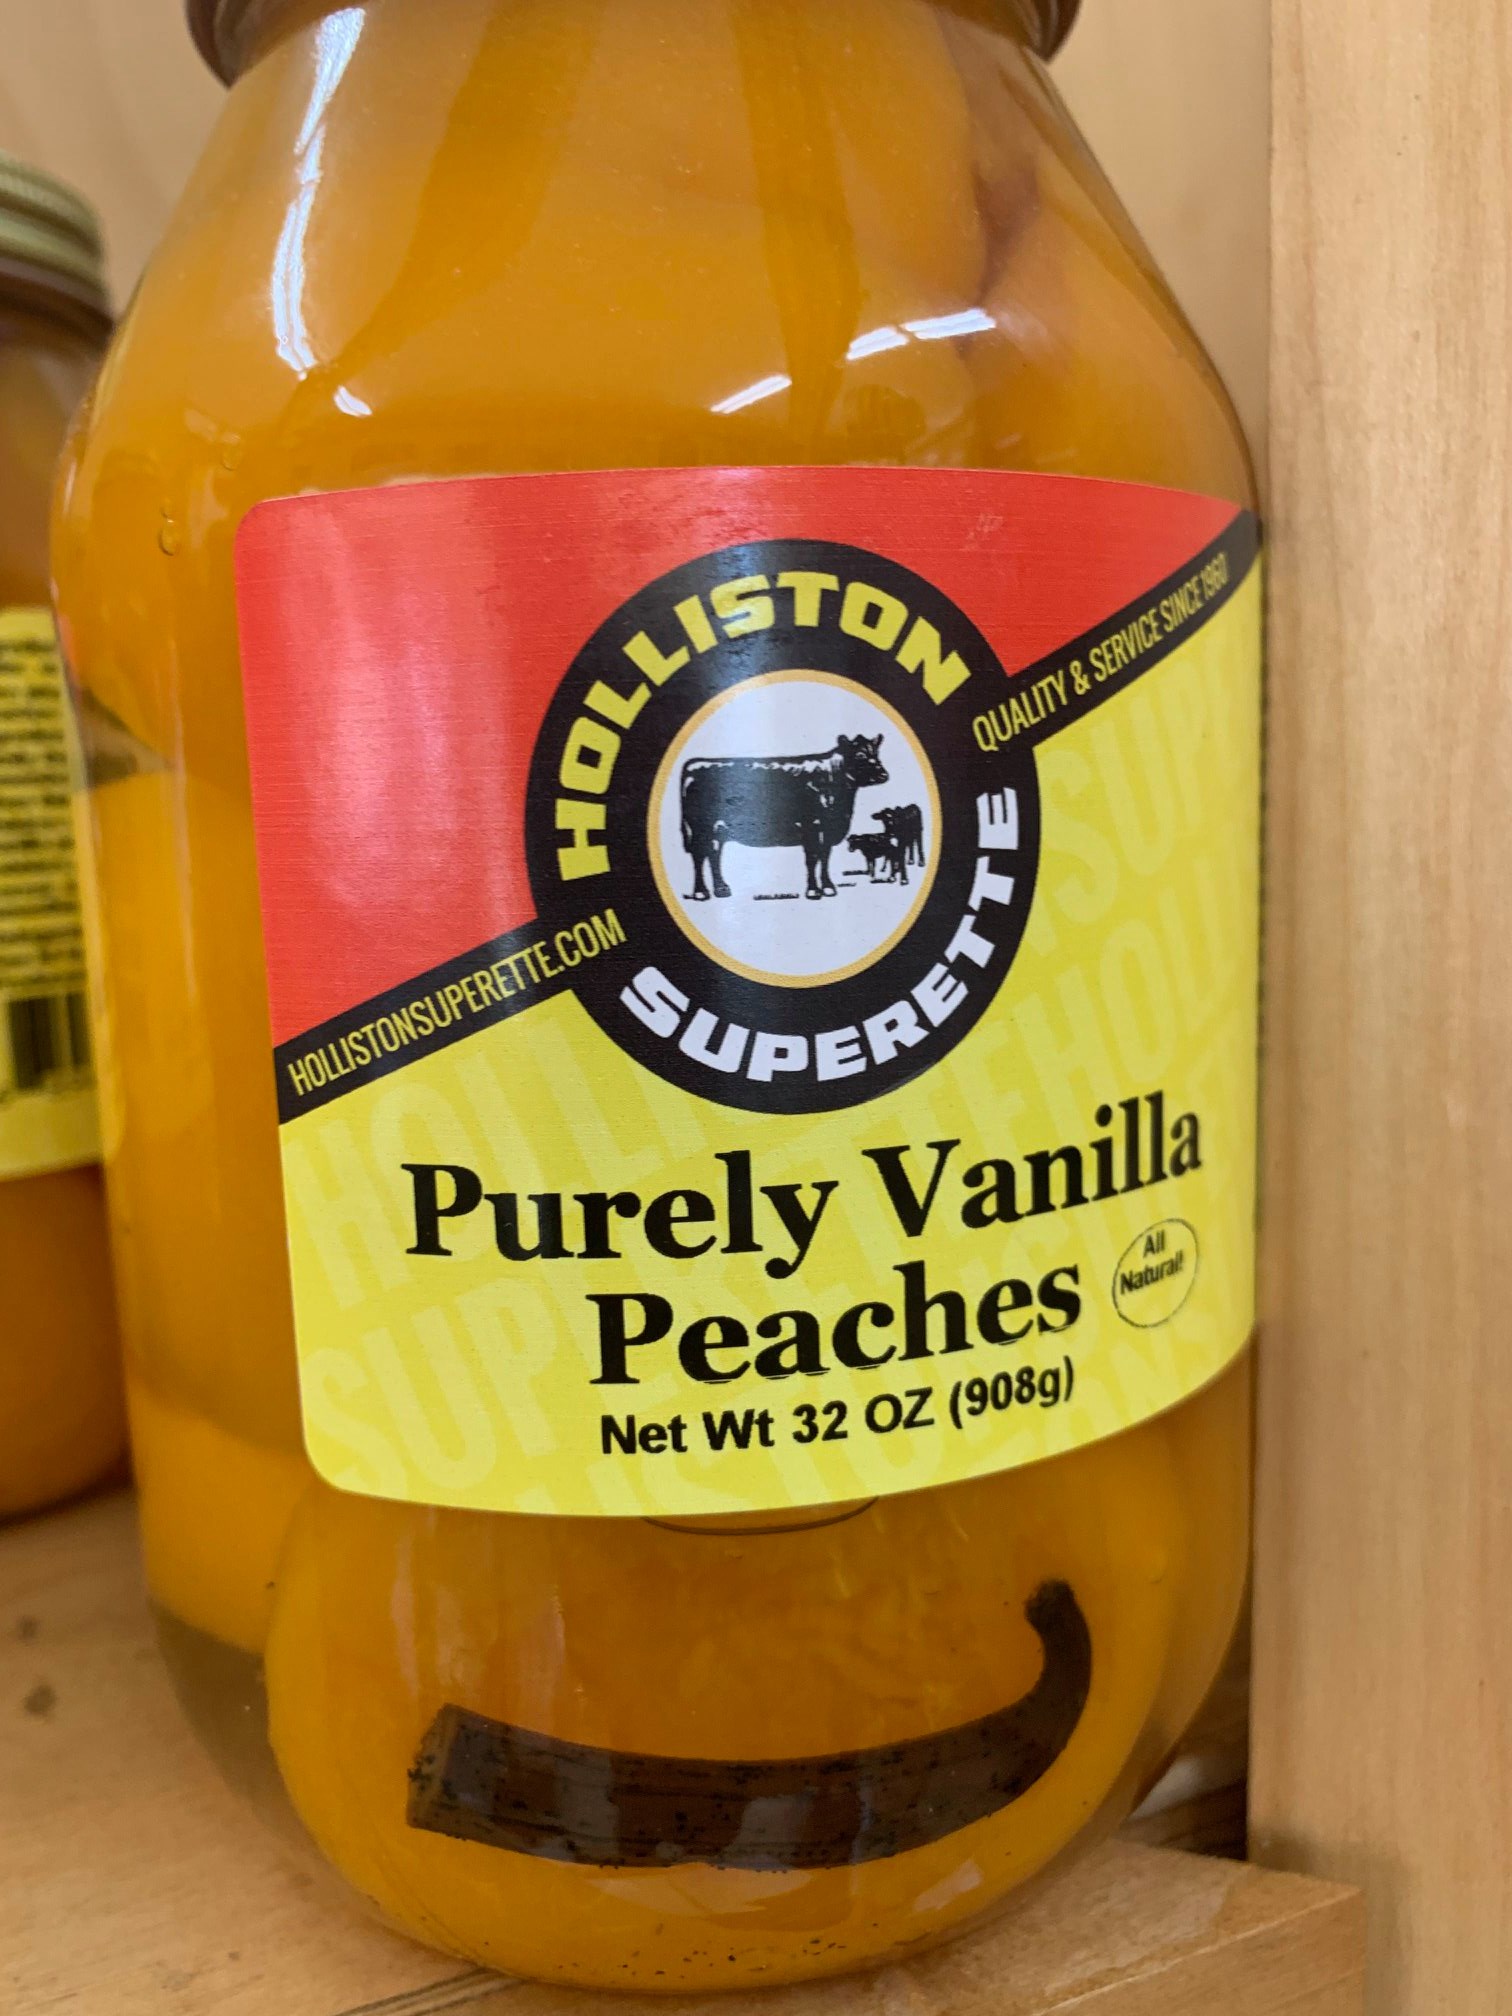 HOLLISTON
SUPERETTE
QUALITY & SERVICE SINCE 1960
HOLLISTONSUPERETTE.COM
Purely Vanilla
Peaches
All
Natural!
Net Wt 32 OZ (908g)